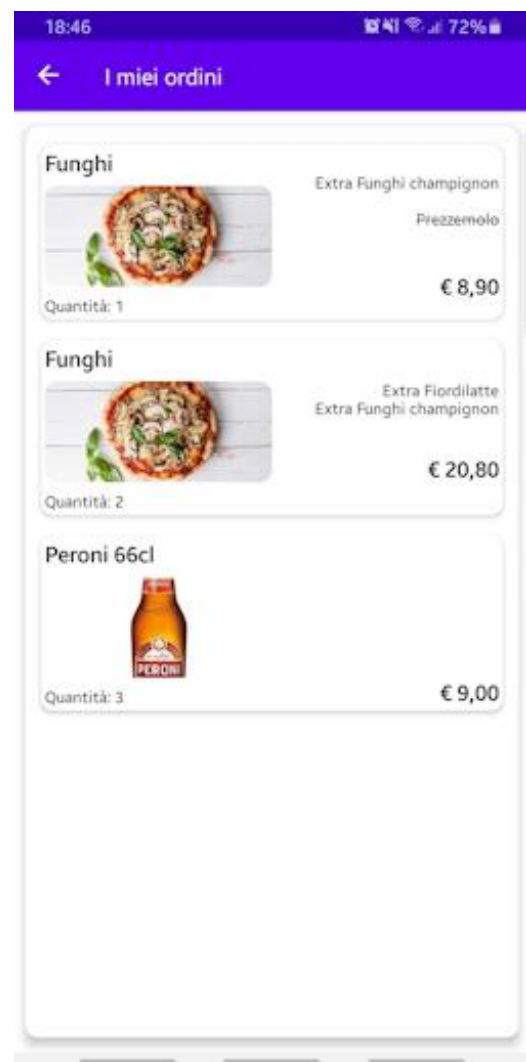 18:46
72%
I miei ordini
Funghi
Extra Funghi champignon
Prezzemolo
€ 8,90
Quantità: 1
Funghi
Extra Fiordilatte
Extra Funghi champignon
€ 20,80
Quantità: 2
Peroni 66cl
PERONI
Quantità: 3
€ 9,00